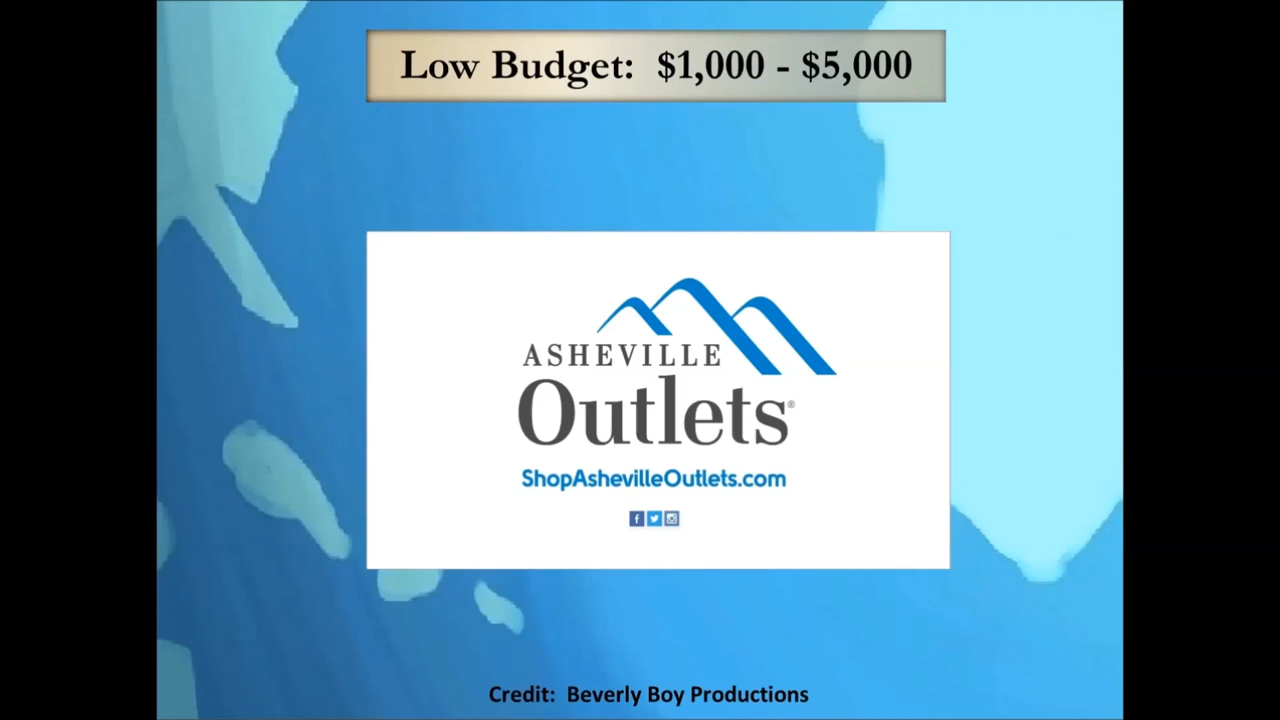 Low Budget: $1,000 - $5,000
ASHEVILLE
Outlets®
ShopAshevilleOutlets.com
f
Credit: Beverly Boy Productions